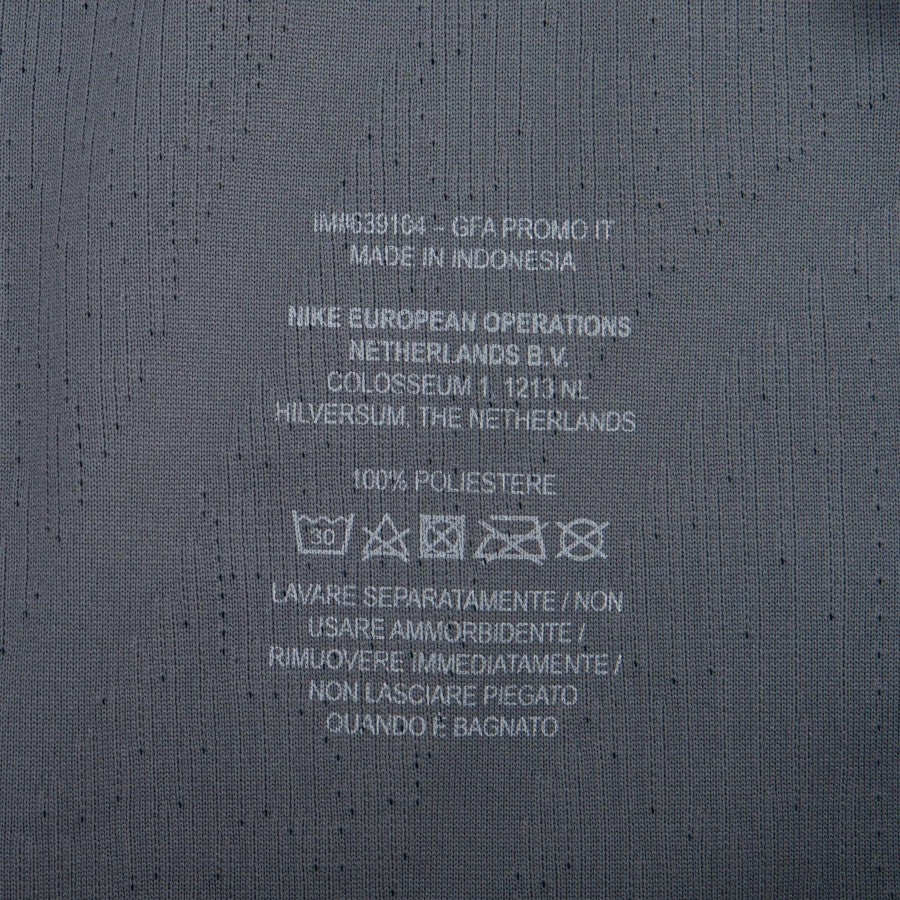 IM#639104 - GFA PROMO IT
MADE IN INDONESIA
NIKE EUROPEAN OPERATIONS
NETHERLANDS B.V.
COLOSSEUM 1, 1213 NL
HILVERSUM, THE NETHERLANDS
100% POLIESTERE
30
LAVARE SEPARATAMENTE / NON
USARE AMMORBIDENTE /
RIMUOVERE IMMEDIATAMENTE /
NON LASCIARE PIEGATO
QUANDO È BAGNATO